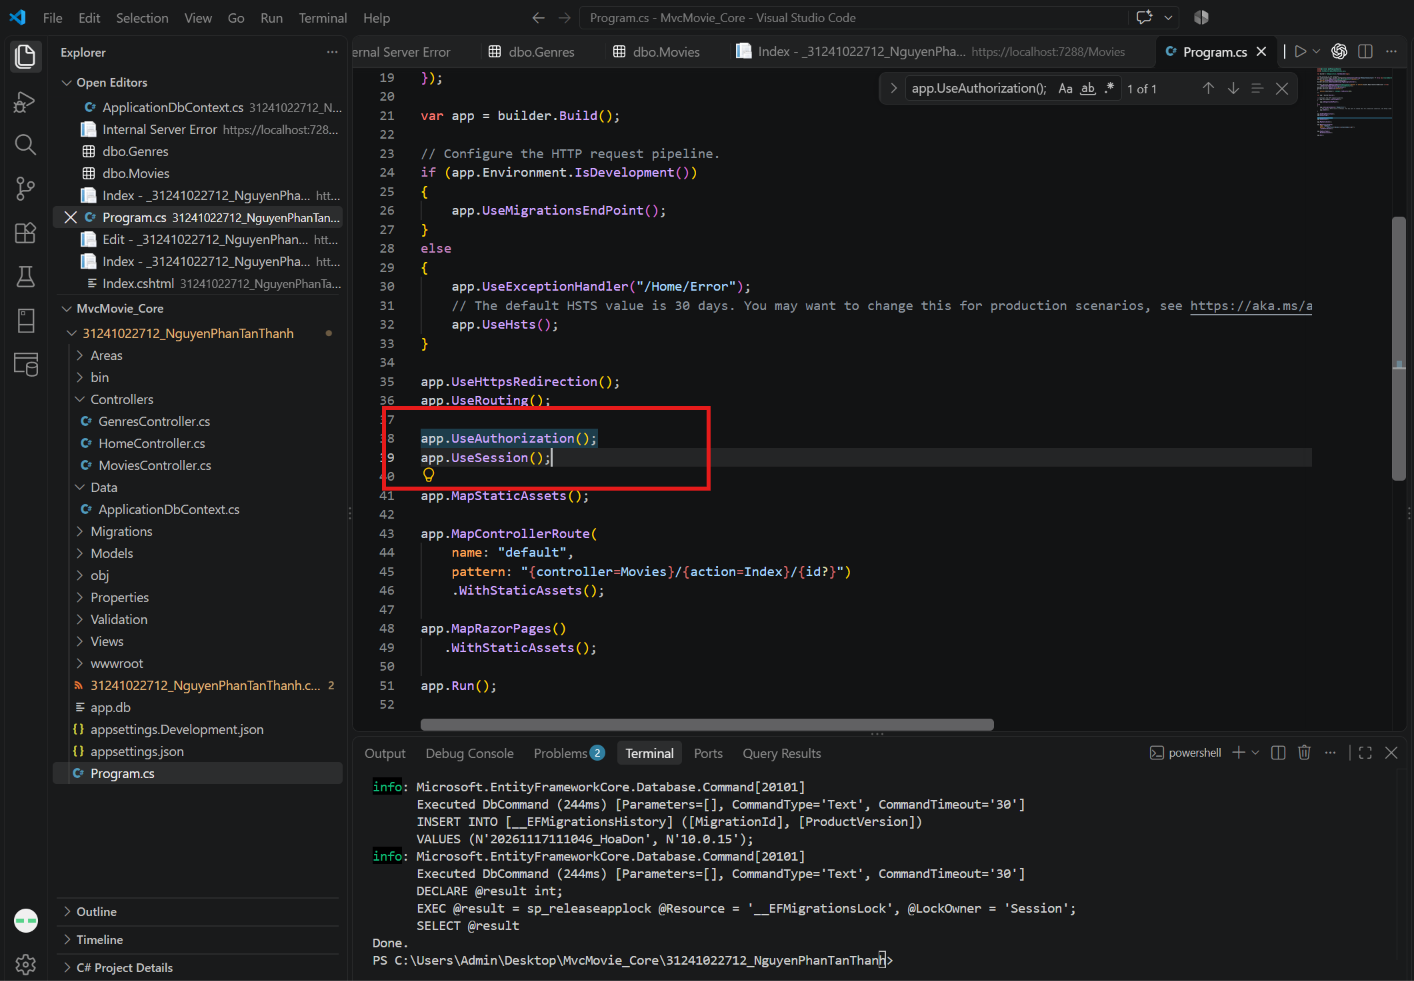 File Edit Selection View Go Run Terminal Help
Program.cs - MvcMovie_Core - Visual Studio Code
Explorer
Open Editors
ApplicationDbContext.cs 31241022712_N...
Internal Server Error https://localhost:728...
dbo.Genres
dbo.Movies
Index - _31241022712_NguyenPha... htt...
Program.cs 31241022712_NguyenPhanTan...
Edit - _31241022712_NguyenPhan... htt...
Index - _31241022712_NguyenPha... htt...
Index.cshtml 31241022712_NguyenPhanTa...
MvcMovie_Core
31241022712_NguyenPhanTanThanh
Areas
bin
Controllers
GenresController.cs
HomeController.cs
MoviesController.cs
Data
ApplicationDbContext.cs
Migrations
Models
obj
Properties
Validation
Views
wwwroot
31241022712_NguyenPhanTanThanh.c... 2
app.db
appsettings.Development.json
appsettings.json
Program.cs
Outline
Timeline
C# Project Details
ernal Server Error dbo.Genres dbo.Movies Index - _31241022712_NguyenPha... https://localhost:7288/Movies Program.cs
app.UseAuthorization(); Aa ab .* 1 of 1
19 });
20
21 var app = builder.Build();
22
23 // Configure the HTTP request pipeline.
24 if (app.Environment.IsDevelopment())
25 {
26 app.UseMigrationsEndPoint();
27 }
28 else
29 {
30 app.UseExceptionHandler("/Home/Error");
31 // The default HSTS value is 30 days. You may want to change this for production scenarios, see https://aka.ms/a
32 app.UseHsts();
33 }
34
35 app.UseHttpsRedirection();
36 app.UseRouting();
37
38 app.UseAuthorization();
39 app.UseSession();
40
41 app.MapStaticAssets();
42
43 app.MapControllerRoute(
44 name: "default",
45 pattern: "{controller=Movies}/{action=Index}/{id?}")
46 .WithStaticAssets();
47
48 app.MapRazorPages()
49 .WithStaticAssets();
50
51 app.Run();
52
Output Debug Console Problems 2 Terminal Ports Query Results powershell
info: Microsoft.EntityFrameworkCore.Database.Command[20101]
Executed DbCommand (244ms) [Parameters=[], CommandType='Text', CommandTimeout='30']
INSERT INTO [__EFMigrationsHistory] ([MigrationId], [ProductVersion])
VALUES (N'20261117111046_HoaDon', N'10.0.15');
info: Microsoft.EntityFrameworkCore.Database.Command[20101]
Executed DbCommand (244ms) [Parameters=[], CommandType='Text', CommandTimeout='30']
DECLARE @result int;
EXEC @result = sp_releaseapplock @Resource = '__EFMigrationsLock', @LockOwner = 'Session';
SELECT @result
Done.
PS C:\Users\Admin\Desktop\MvcMovie_Core\31241022712_NguyenPhanTanThanh>